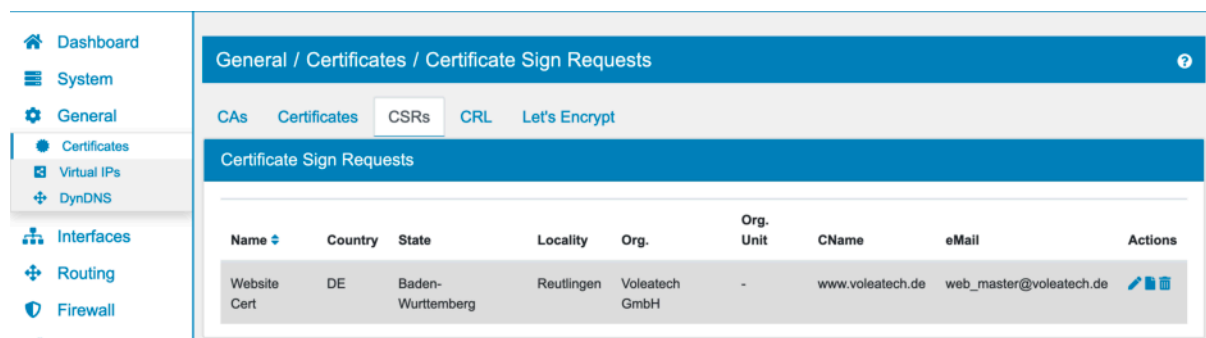 Dashboard
System
General
Certificates
Virtual IPs
DynDNS
Interfaces
Routing
Firewall
General / Certificates / Certificate Sign Requests
CAs Certificates CSRs CRL Let's Encrypt
Certificate Sign Requests
Name Country State Locality Org. Org. Unit CName eMail Actions
Website DE Baden- Reutlingen Voleatech - www.voleatech.de web_master@voleatech.de
Cert Wurttemberg GmbH